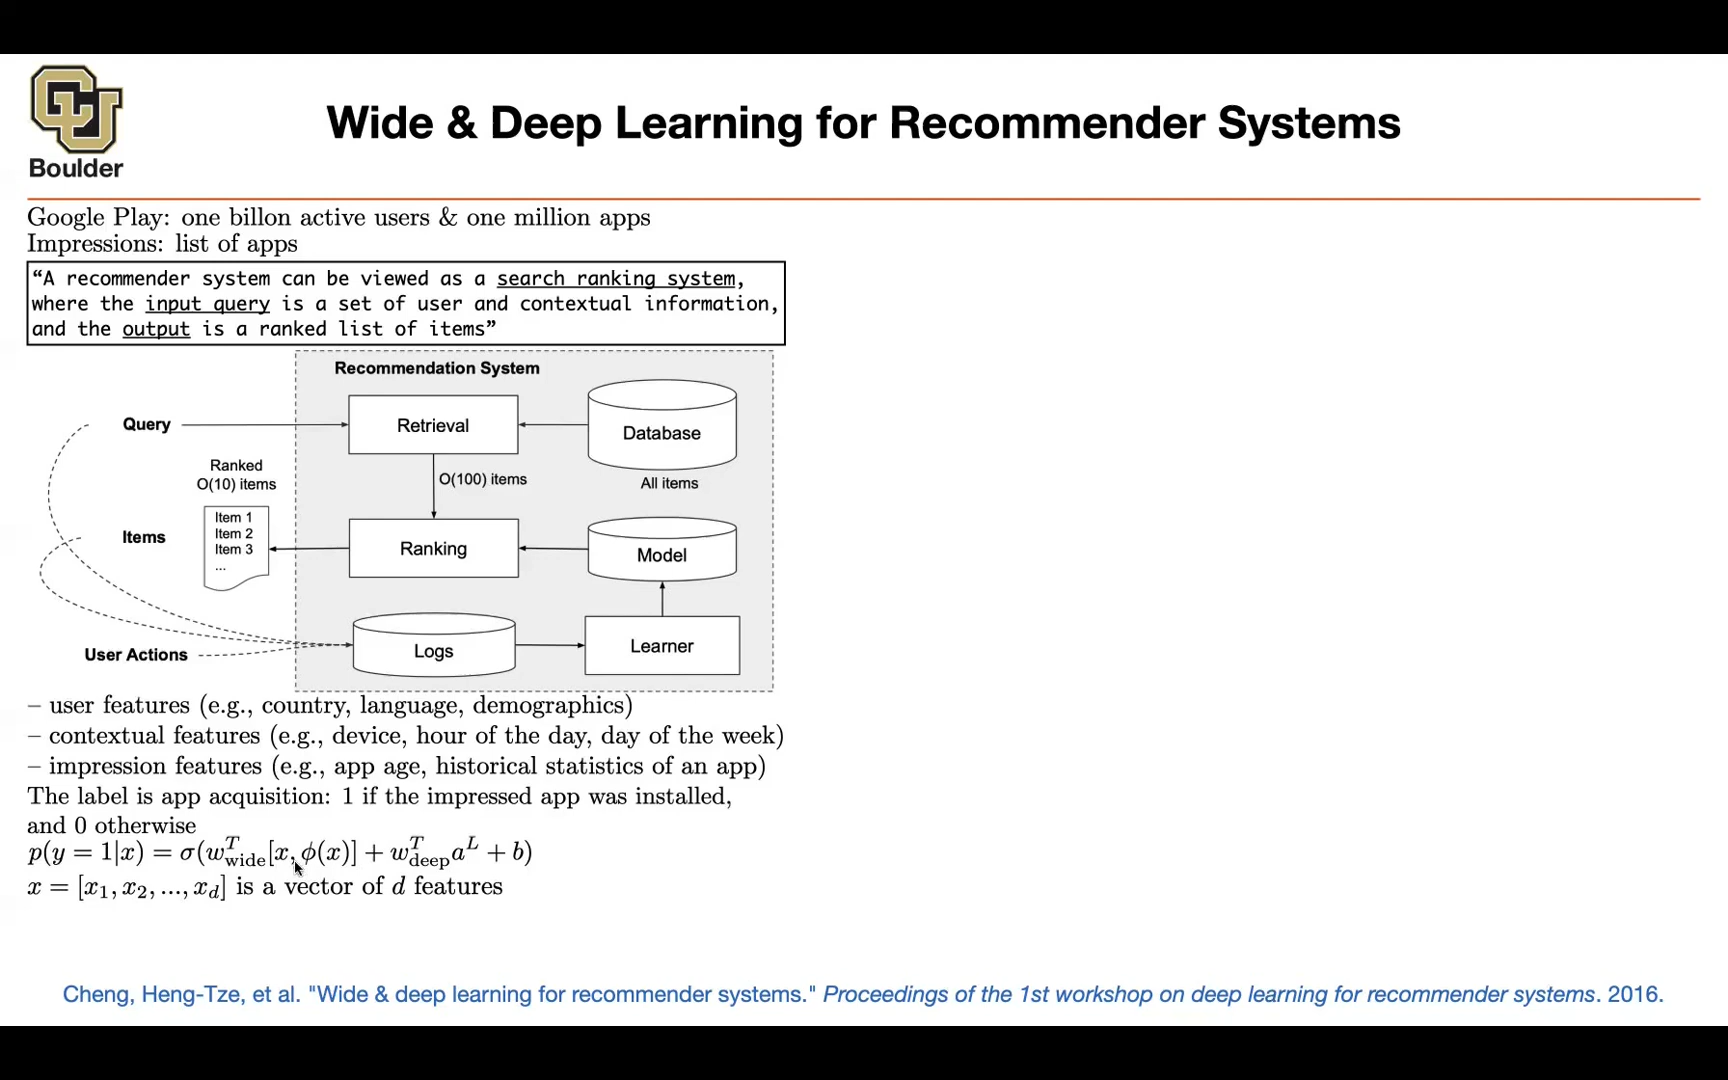 CU
Boulder
Wide & Deep Learning for Recommender Systems
Google Play: one billon active users & one million apps
Impressions: list of apps
“A recommender system can be viewed as a search ranking system,
where the input query is a set of user and contextual information,
and the output is a ranked list of items”
Recommendation System
Query
Retrieval
Database
Ranked
O(10) items
O(100) items
All items
Items
Item 1
Item 2
Item 3
...
Ranking
Model
User Actions
Logs
Learner
– user features (e.g., country, language, demographics)
– contextual features (e.g., device, hour of the day, day of the week)
– impression features (e.g., app age, historical statistics of an app)
The label is app acquisition: 1 if the impressed app was installed,
and 0 otherwise
p(y = 1|x) = σ(w_wide^T[x, φ(x)] + w_deep^T a^L + b)
x = [x_1, x_2, ..., x_d] is a vector of d features
Cheng, Heng-Tze, et al. "Wide & deep learning for recommender systems." Proceedings of the 1st workshop on deep learning for recommender systems. 2016.